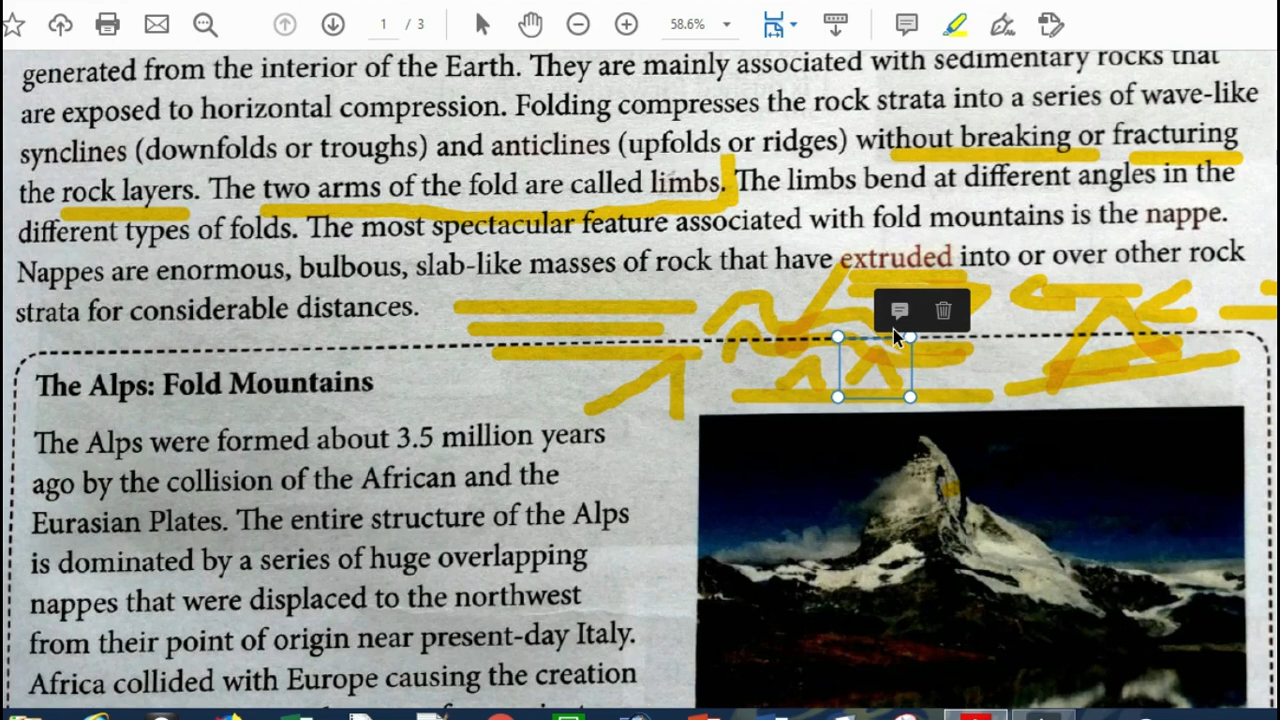 1 / 3
58.6%
generated from the interior of the Earth. They are mainly associated with sedimentary rocks that
are exposed to horizontal compression. Folding compresses the rock strata into a series of wave-like
synclines (downfolds or troughs) and anticlines (upfolds or ridges) without breaking or fracturing
the rock layers. The two arms of the fold are called limbs. The limbs bend at different angles in the
different types of folds. The most spectacular feature associated with fold mountains is the nappe.
Nappes are enormous, bulbous, slab-like masses of rock that have extruded into or over other rock
strata for considerable distances.
The Alps: Fold Mountains
The Alps were formed about 3.5 million years
ago by the collision of the African and the
Eurasian Plates. The entire structure of the Alps
is dominated by a series of huge overlapping
nappes that were displaced to the northwest
from their point of origin near present-day Italy.
Africa collided with Europe causing the creation